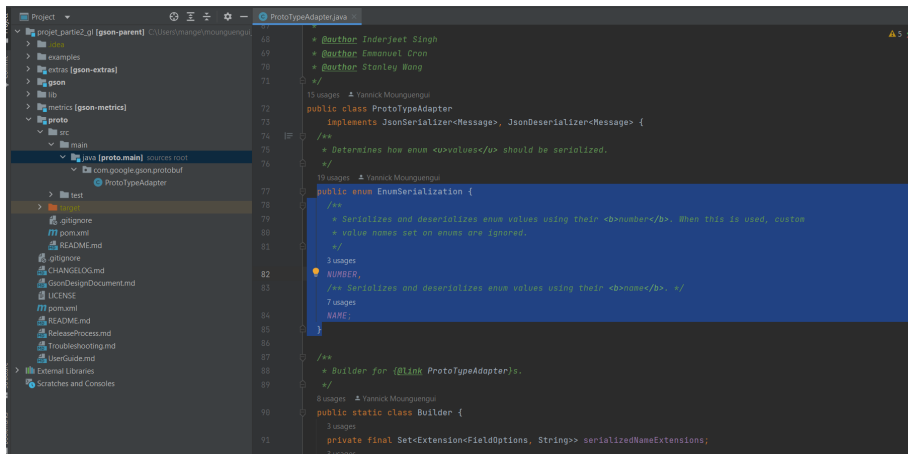 Project
projet_partie2_gl [gson-parent] C:\Users\mange\mounguengui_
.idea
examples
extras [gson-extras]
gson
lib
metrics [gson-metrics]
proto
src
main
java [proto.main] sources root
com.google.gson.protobuf
ProtoTypeAdapter
test
target
.gitignore
pom.xml
README.md
.gitignore
CHANGELOG.md
GsonDesignDocument.md
LICENSE
pom.xml
README.md
ReleaseProcess.md
Troubleshooting.md
UserGuide.md
External Libraries
Scratches and Consoles
ProtoTypeAdapter.java
5
67 *
68 * @author Inderjeet Singh
69 * @author Emmanuel Cron
70 * @author Stanley Wang
71 */
15 usages Yannick Mounguengui
72 public class ProtoTypeAdapter
73 implements JsonSerializer<Message>, JsonDeserializer<Message> {
74 /**
75 * Determines how enum <u>values</u> should be serialized.
76 */
19 usages Yannick Mounguengui
77 public enum EnumSerialization {
78 /**
79 * Serializes and deserializes enum values using their <b>number</b>. When this is used, custom
80 * value names set on enums are ignored.
81 */
3 usages
82 NUMBER,
83 /** Serializes and deserializes enum values using their <b>name</b>. */
7 usages
84 NAME;
85 }
86
87 /**
88 * Builder for {@link ProtoTypeAdapter}s.
89 */
8 usages Yannick Mounguengui
90 public static class Builder {
3 usages
91 private final Set<Extension<FieldOptions, String>> serializedNameExtensions;